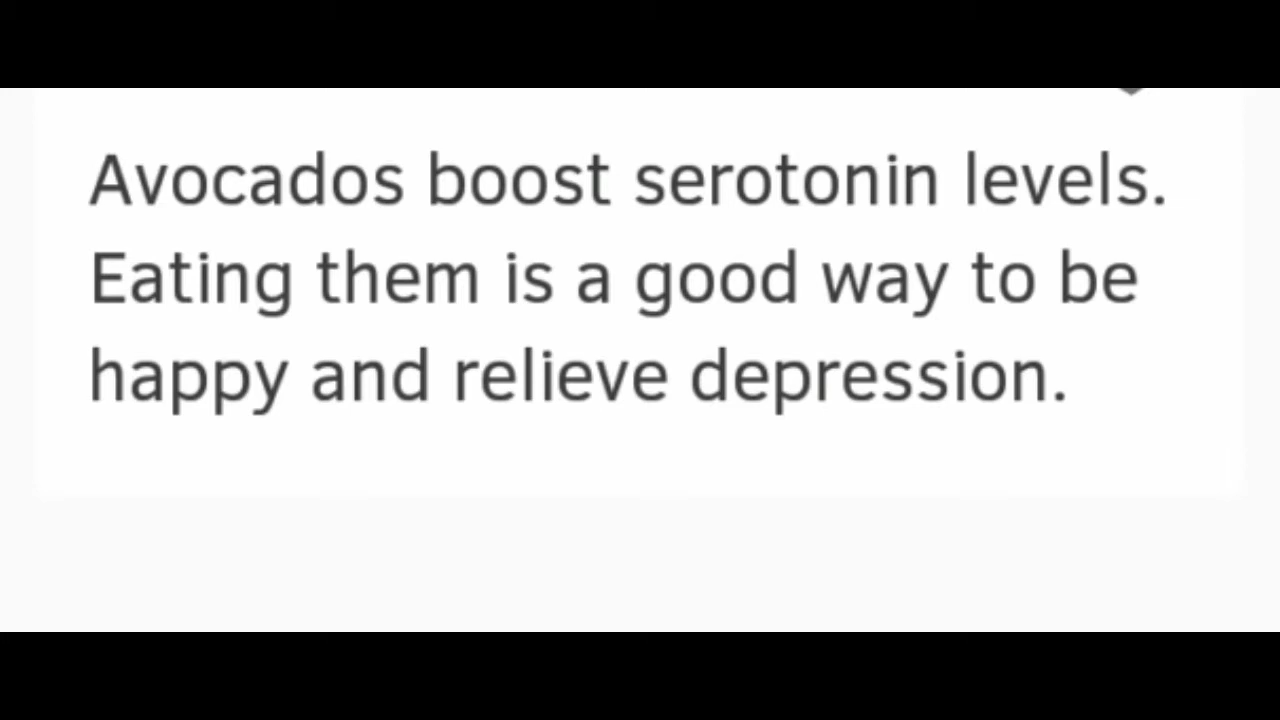 Avocados boost serotonin levels.
Eating them is a good way to be
happy and relieve depression.